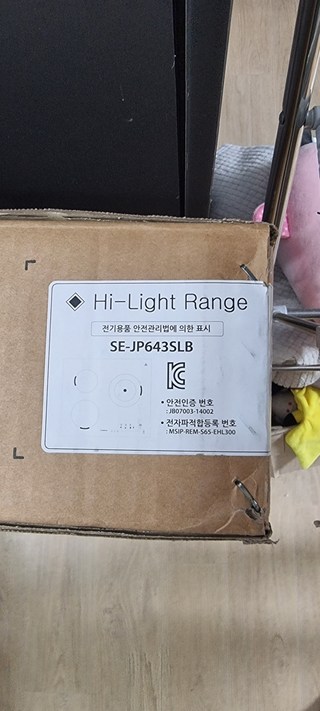 Hi-Light Range
전기용품 안전관리법에 의한 표시
SE-JP643SLB
• 안전인증 번호
: JB07003-14002
• 전자파적합등록 번호
: MSIP-REM-S65-EHL300